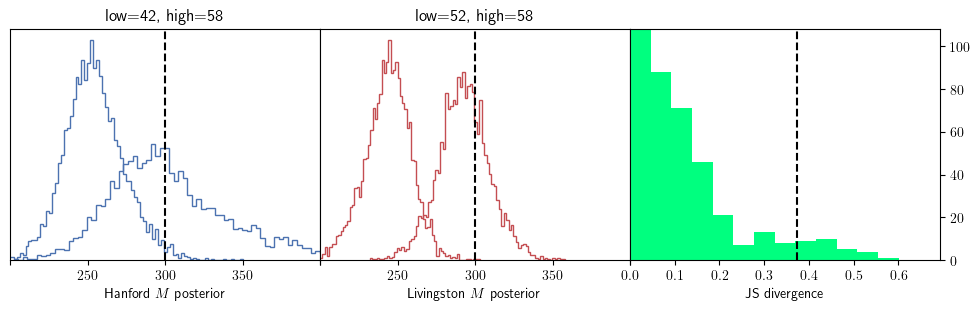 low=42, high=58
low=52, high=58
100
80
60
40
20
0
250 300 350
250 300 350
0.0 0.1 0.2 0.3 0.4 0.5 0.6
Hanford M posterior
Livingston M posterior
JS divergence